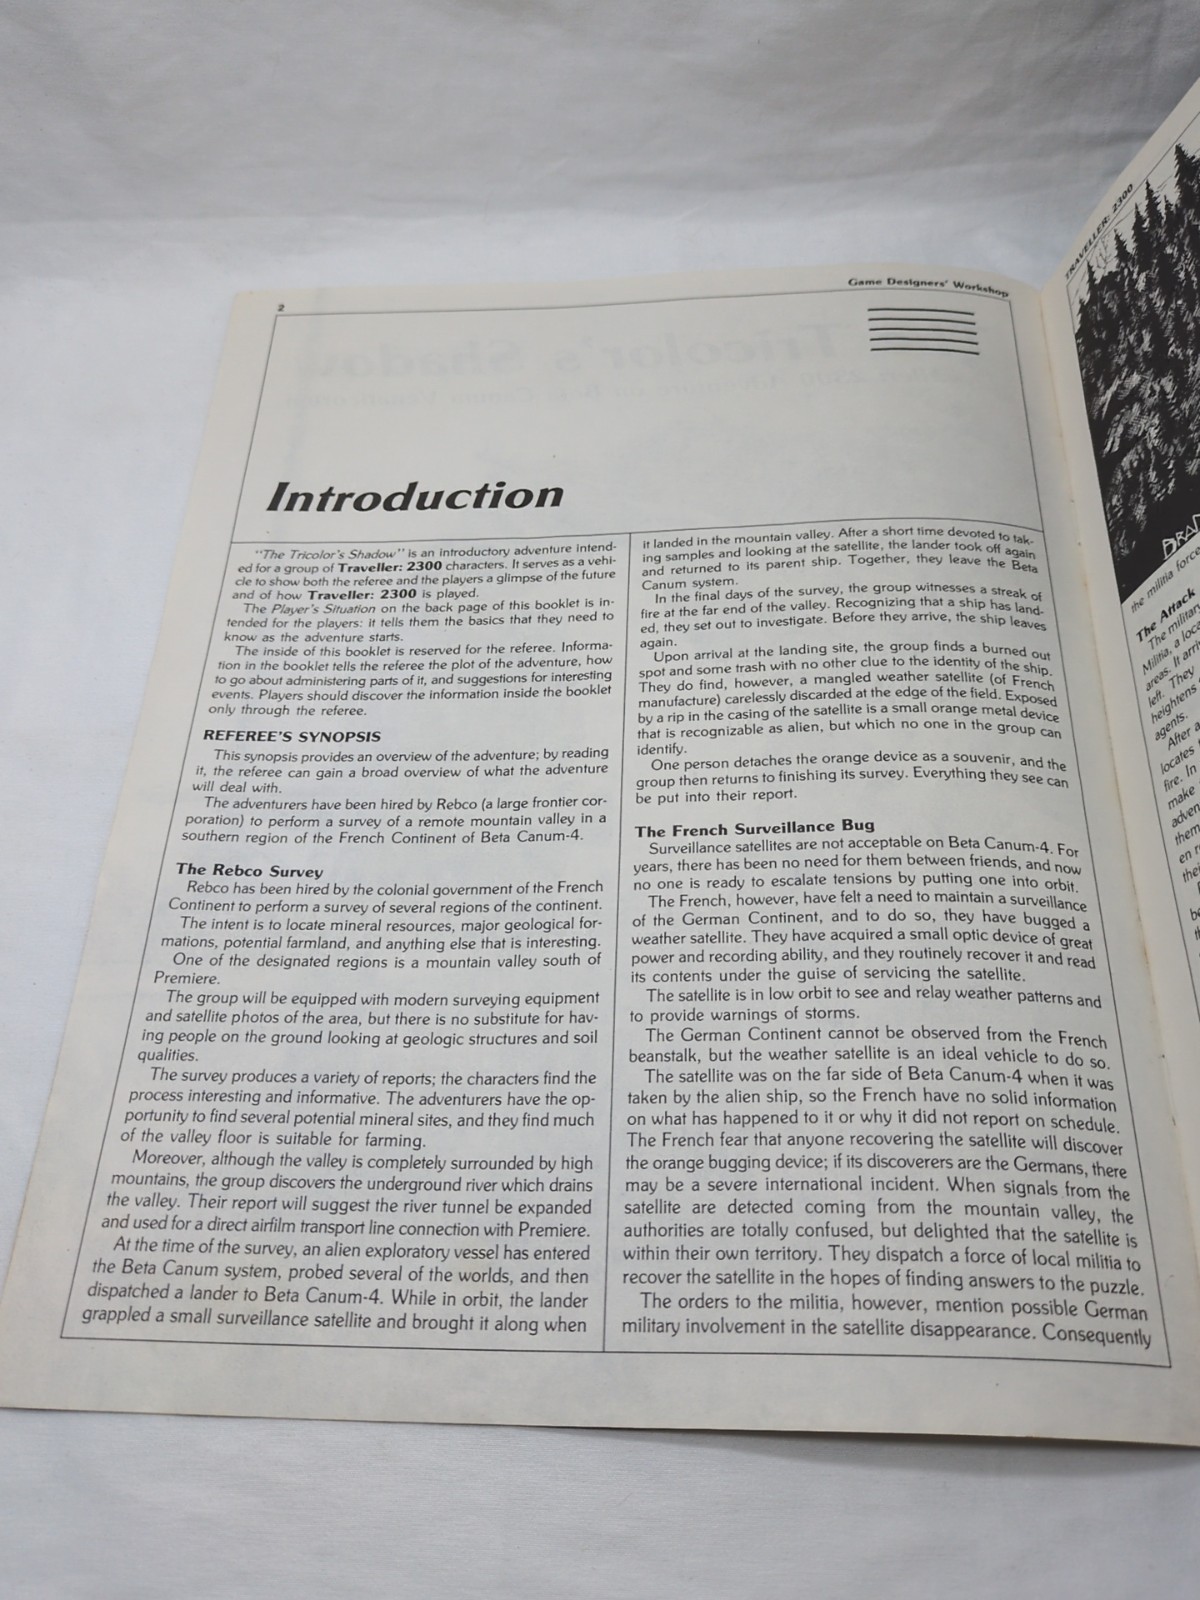 2
Game Designers' Workshop
Introduction
"The Tricolor's Shadow" is an introductory adventure intend-
ed for a group of Traveller: 2300 characters. It serves as a vehi-
cle to show both the referee and the players a glimpse of the future
and of how Traveller: 2300 is played.
The Player's Situation on the back page of this booklet is in-
tended for the players: it tells them the basics that they need to
know as the adventure starts.
The inside of this booklet is reserved for the referee. Informa-
tion in the booklet tells the referee the plot of the adventure, how
to go about administering parts of it, and suggestions for interesting
events. Players should discover the information inside the booklet
only through the referee.
REFEREE'S SYNOPSIS
This synopsis provides an overview of the adventure; by reading
it, the referee can gain a broad overview of what the adventure
will deal with.
The adventurers have been hired by Rebco (a large frontier cor-
poration) to perform a survey of a remote mountain valley in a
southern region of the French Continent of Beta Canum-4.
The Rebco Survey
Rebco has been hired by the colonial government of the French
Continent to perform a survey of several regions of the continent.
The intent is to locate mineral resources, major geological for-
mations, potential farmland, and anything else that is interesting.
One of the designated regions is a mountain valley south of
Premiere.
The group will be equipped with modern surveying equipment
and satellite photos of the area, but there is no substitute for hav-
ing people on the ground looking at geologic structures and soil
qualities.
The survey produces a variety of reports; the characters find the
process interesting and informative. The adventurers have the op-
portunity to find several potential mineral sites, and they find much
of the valley floor is suitable for farming.
Moreover, although the valley is completely surrounded by high
mountains, the group discovers the underground river which drains
the valley. Their report will suggest the river tunnel be expanded
and used for a direct airfilm transport line connection with Premiere.
At the time of the survey, an alien exploratory vessel has entered
the Beta Canum system, probed several of the worlds, and then
dispatched a lander to Beta Canum-4. While in orbit, the lander
grappled a small surveillance satellite and brought it along when
it landed in the mountain valley. After a short time devoted to tak-
ing samples and looking at the satellite, the lander took off again
and returned to its parent ship. Together, they leave the Beta
Canum system.
In the final days of the survey, the group witnesses a streak of
fire at the far end of the valley. Recognizing that a ship has land-
ed, they set out to investigate. Before they arrive, the ship leaves
again.
Upon arrival at the landing site, the group finds a burned out
spot and some trash with no other clue to the identity of the ship.
They do find, however, a mangled weather satellite (of French
manufacture) carelessly discarded at the edge of the field. Exposed
by a rip in the casing of the satellite is a small orange metal device
that is recognizable as alien, but which no one in the group can
identify.
One person detaches the orange device as a souvenir, and the
group then returns to finishing its survey. Everything they see can
be put into their report.
The French Surveillance Bug
Surveillance satellites are not acceptable on Beta Canum-4. For
years, there has been no need for them between friends, and now
no one is ready to escalate tensions by putting one into orbit.
The French, however, have felt a need to maintain a surveillance
of the German Continent, and to do so, they have bugged a
weather satellite. They have acquired a small optic device of great
power and recording ability, and they routinely recover it and read
its contents under the guise of servicing the satellite.
The satellite is in low orbit to see and relay weather patterns and
to provide warnings of storms.
The German Continent cannot be observed from the French
beanstalk, but the weather satellite is an ideal vehicle to do so.
The satellite was on the far side of Beta Canum-4 when it was
taken by the alien ship, so the French have no solid information
on what has happened to it or why it did not report on schedule.
The French fear that anyone recovering the satellite will discover
the orange bugging device; if its discoverers are the Germans, there
may be a severe international incident. When signals from the
satellite are detected coming from the mountain valley, the
authorities are totally confused, but delighted that the satellite is
within their own territory. They dispatch a force of local militia to
recover the satellite in the hopes of finding answers to the puzzle.
The orders to the militia, however, mention possible German
military involvement in the satellite disappearance. Consequently
TRAVELLER: 2300
the militia force
The Attack
The military
Militia, a loca
areas. It arri
left. They
heightens
agents.
After a
locates
fire. In
make
adven
them
en r
thei